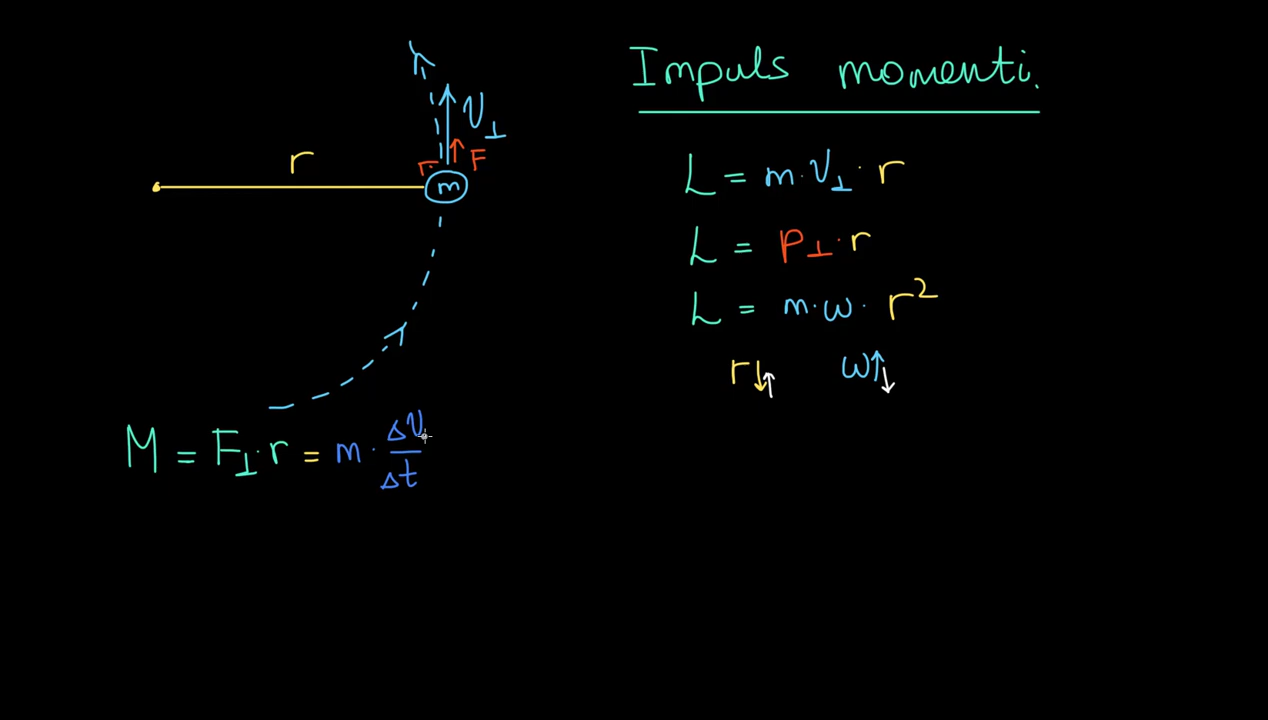 Impuls momenti.
V⊥
r
F
m
L = m·V⊥·r
L = P⊥·r
L = m·ω·r²
r↓↑ ω↑↓
M = F⊥·r = m·ΔV/Δt